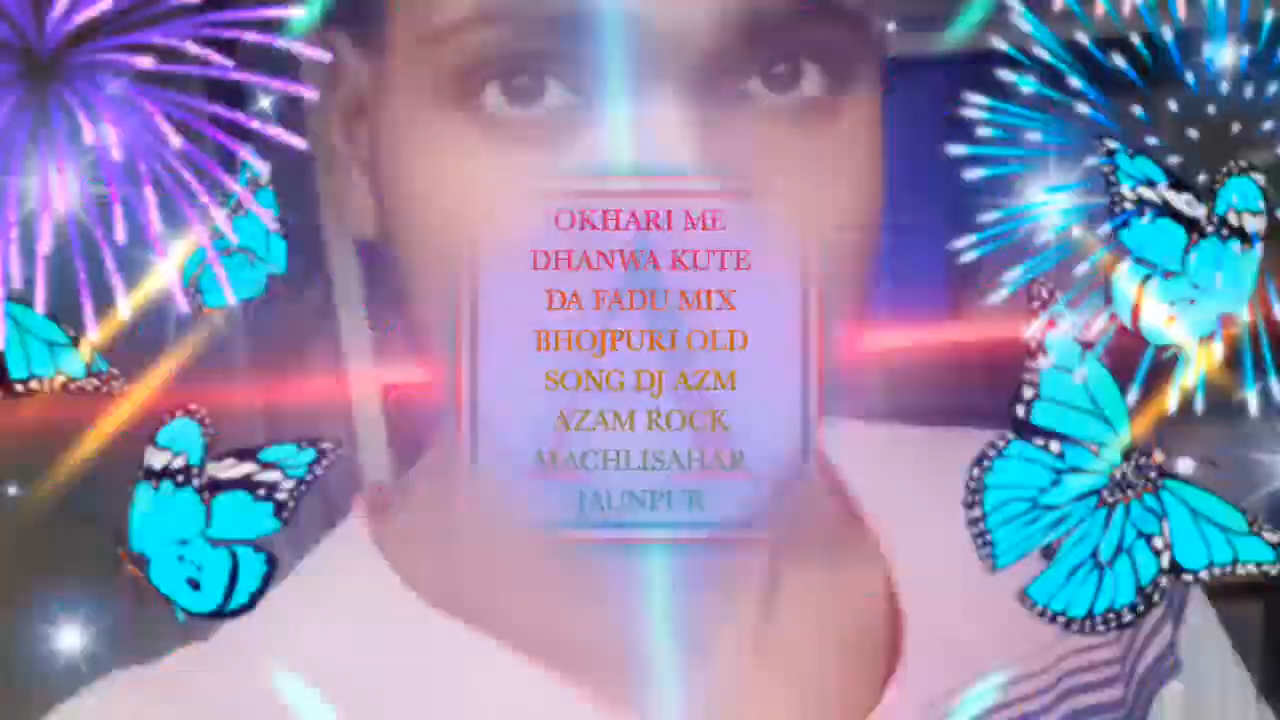 OKHARI ME
DHANWA KUTE
DA FADU MIX
BHOJPURI OLD
SONG DJ AZM
AZAM ROCK
MACHLISAHAR
JAUNPUR